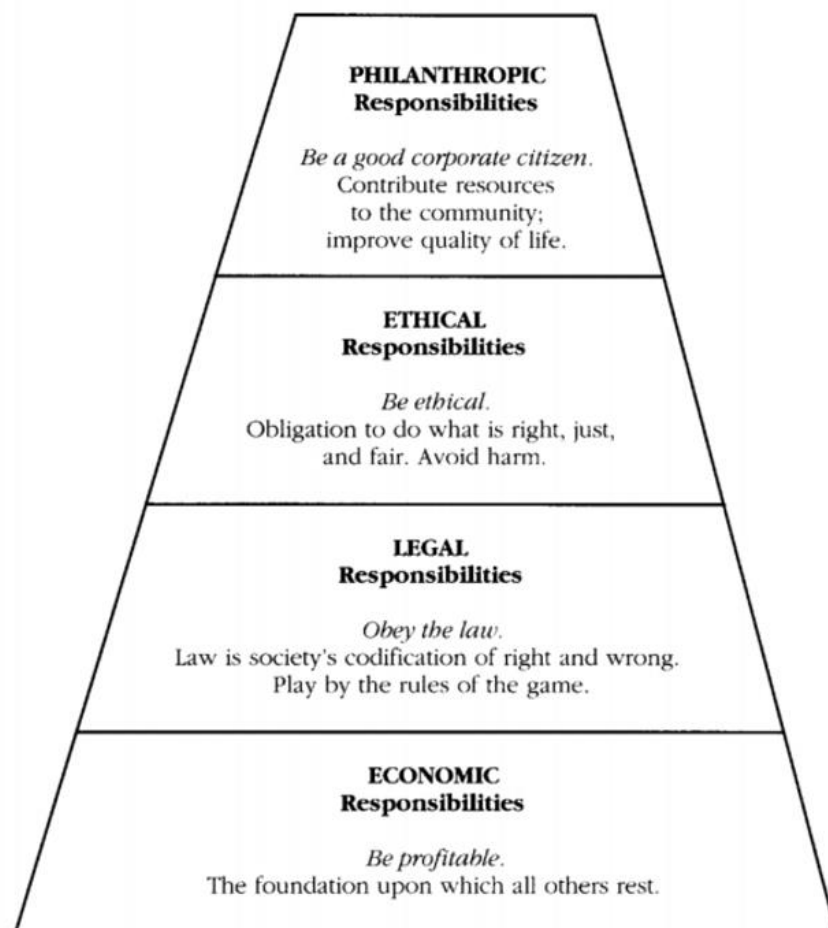 PHILANTHROPIC
Responsibilities
Be a good corporate citizen.
Contribute resources
to the community;
improve quality of life.
ETHICAL
Responsibilities
Be ethical.
Obligation to do what is right, just,
and fair. Avoid harm.
LEGAL
Responsibilities
Obey the law.
Law is society's codification of right and wrong.
Play by the rules of the game.
ECONOMIC
Responsibilities
Be profitable.
The foundation upon which all others rest.